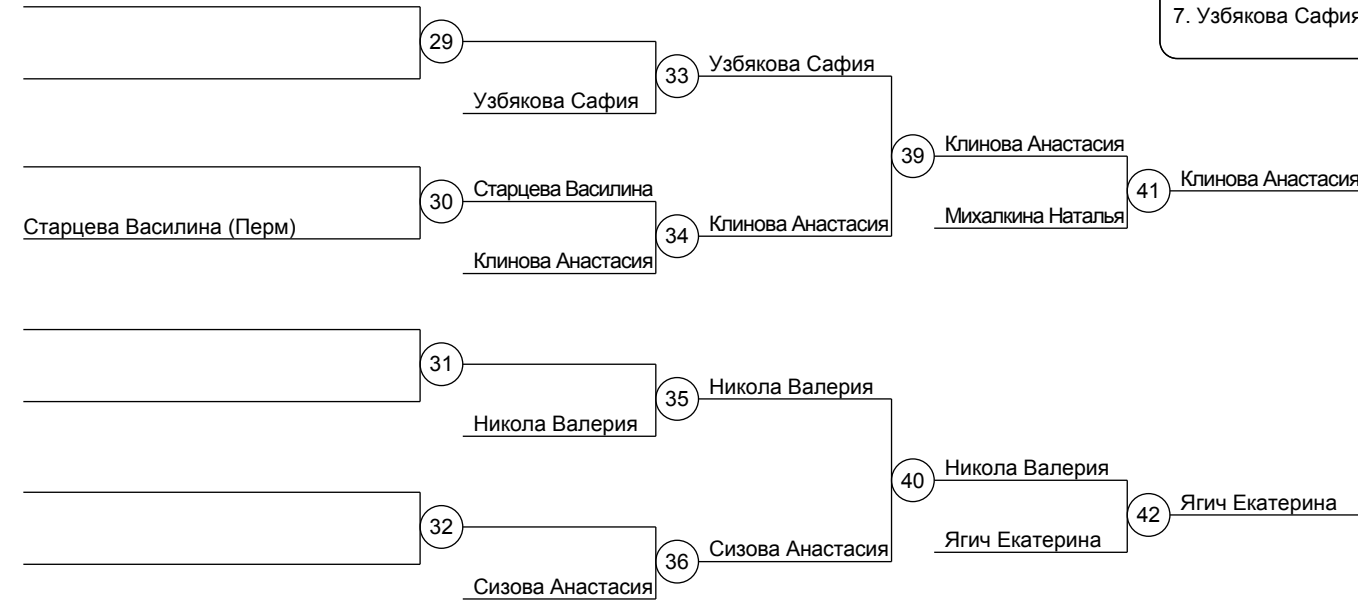 7. Узбякова Сафия
29
33
Узбякова Сафия
Узбякова Сафия
39
Клинова Анастасия
30
Старцева Василина
41
Клинова Анастасия
Старцева Василина (Перм)
34
Клинова Анастасия
Михалкина Наталья
Клинова Анастасия
31
35
Никола Валерия
Никола Валерия
40
Никола Валерия
42
Ягич Екатерина
32
36
Сизова Анастасия
Ягич Екатерина
Сизова Анастасия